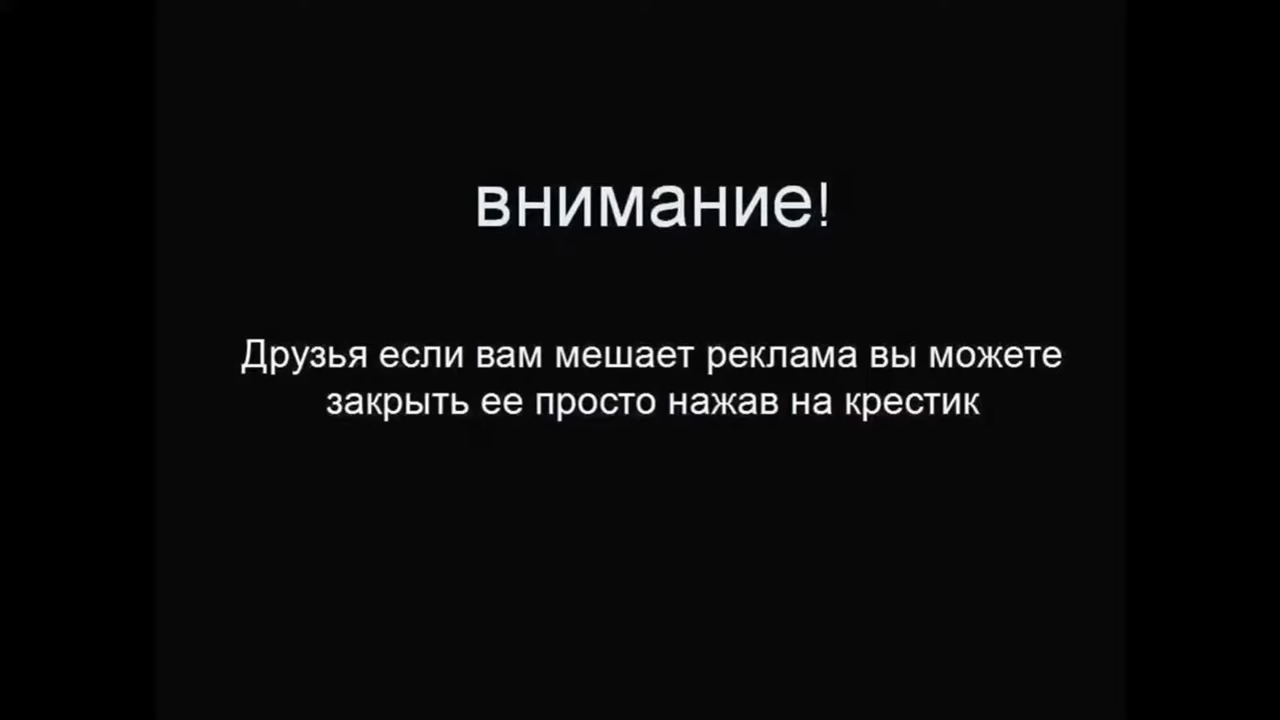 внимание!
Друзья если вам мешает реклама вы можете
закрыть ее просто нажав на крестик